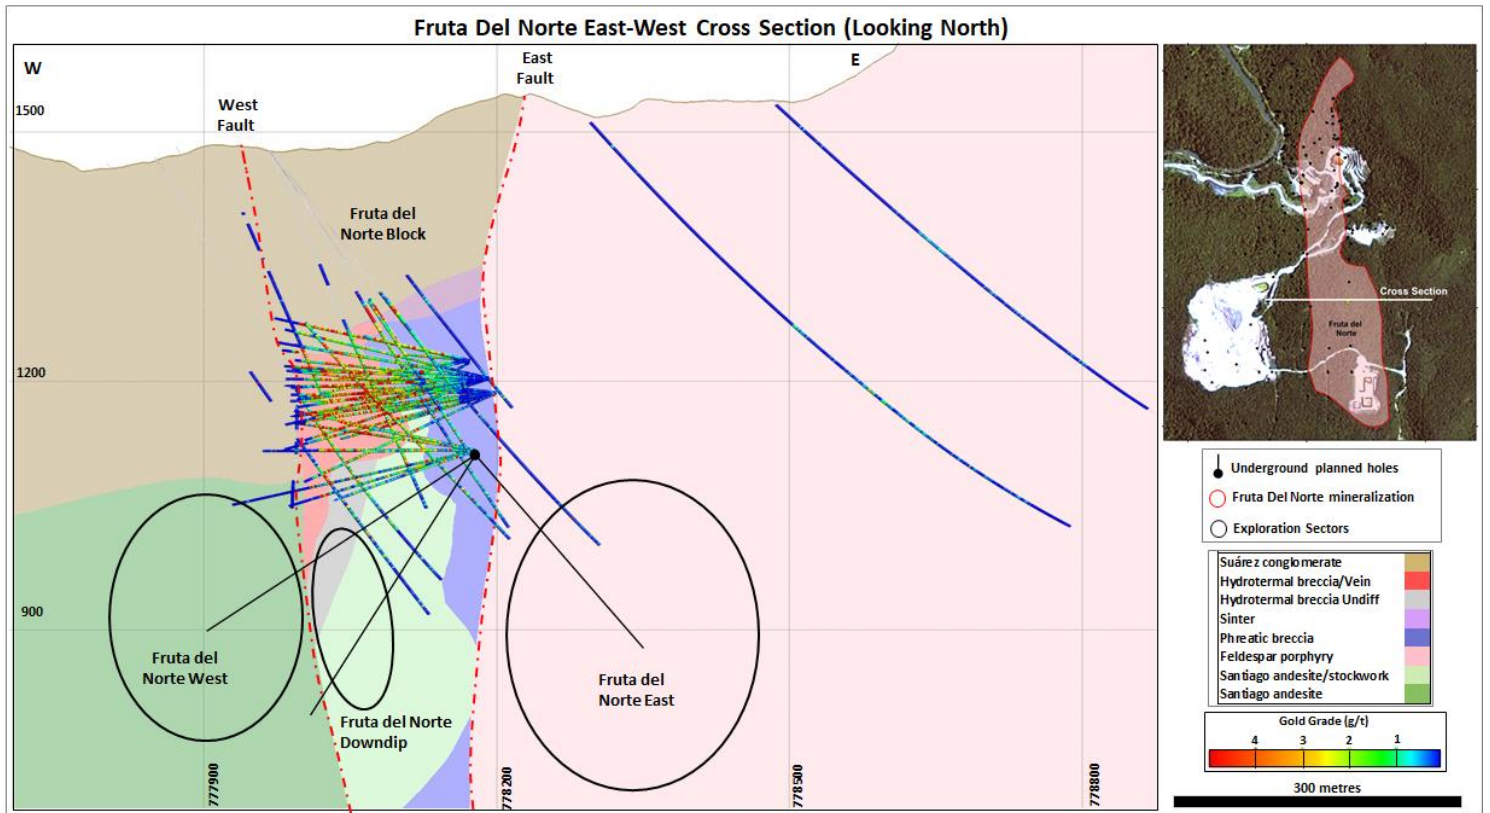 Fruta Del Norte East-West Cross Section (Looking North)
W
East
Fault
E
1500
West
Fault
Fruta del
Norte Block
1200
900
Fruta del
Norte West
Fruta del Norte
Downdip
Fruta del
Norte East
777900
778200
778500
778800
Cross Section
Fruta del
Norte
Underground planned holes
Fruta Del Norte mineralization
Exploration Sectors
Suárez conglomerate
Hydrotermal breccia/Vein
Hydrotermal breccia Undiff
Sinter
Phreatic breccia
Feldespar porphyry
Santiago andesite/stockwork
Santiago andesite
Gold Grade (g/t)
4 3 2 1
300 metres